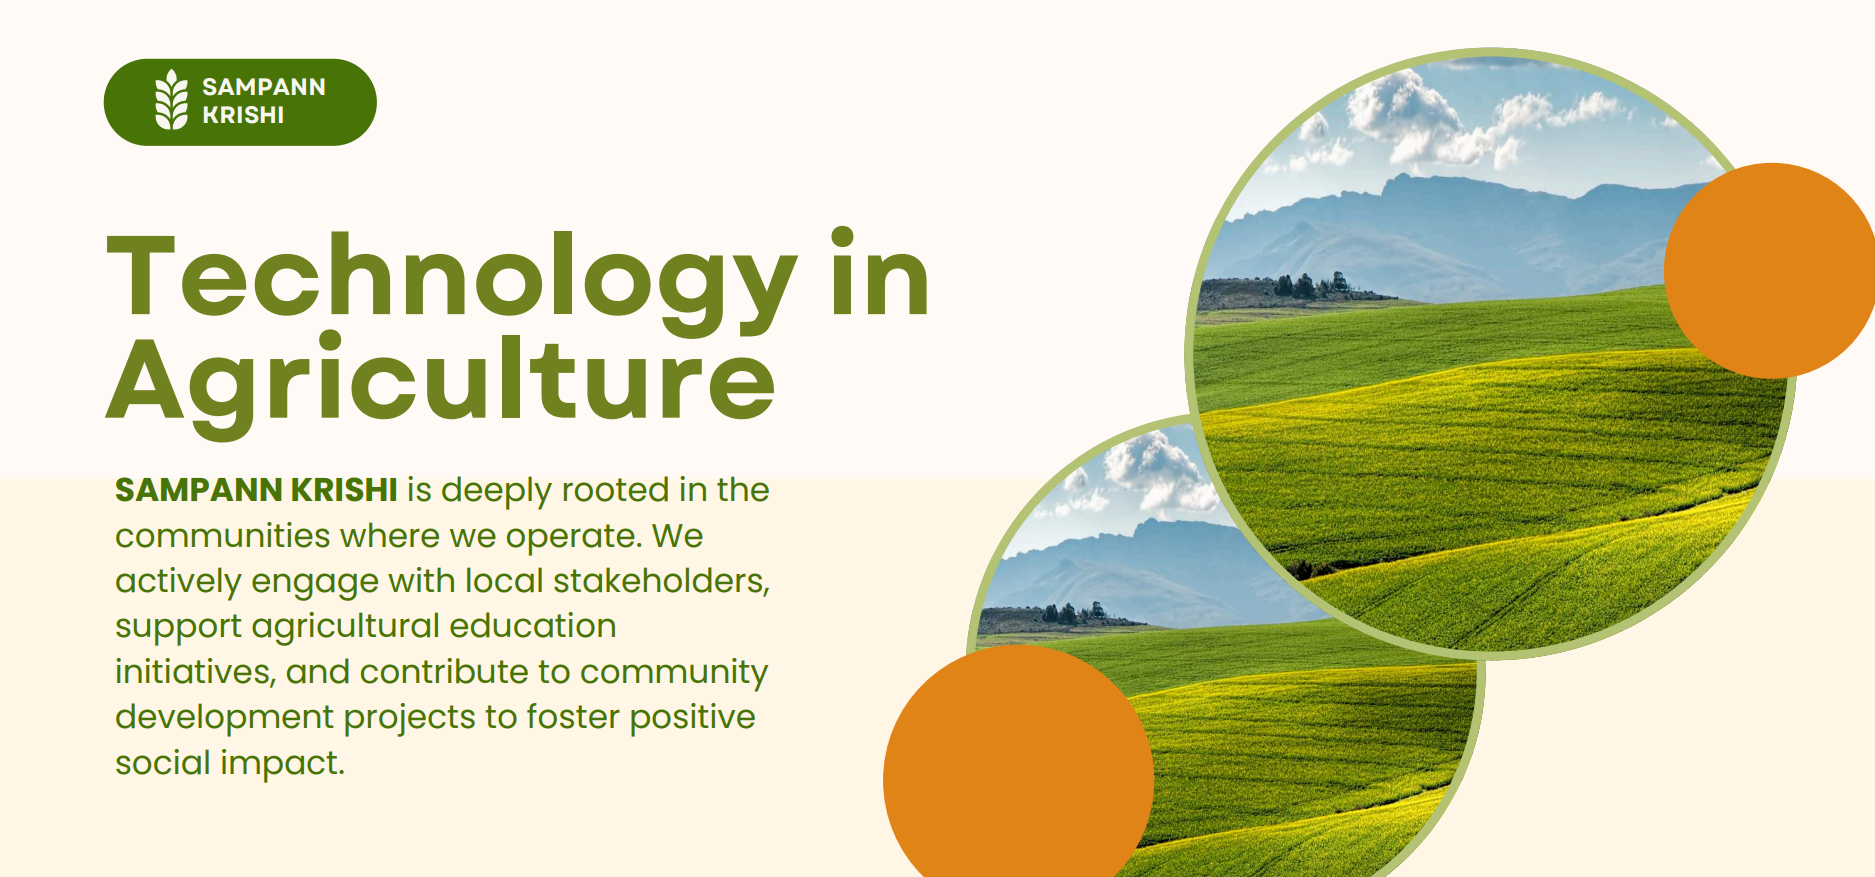 SAMPANN
KRISHI
Technology in
Agriculture
SAMPANN KRISHI is deeply rooted in the
communities where we operate. We
actively engage with local stakeholders,
support agricultural education
initiatives, and contribute to community
development projects to foster positive
social impact.